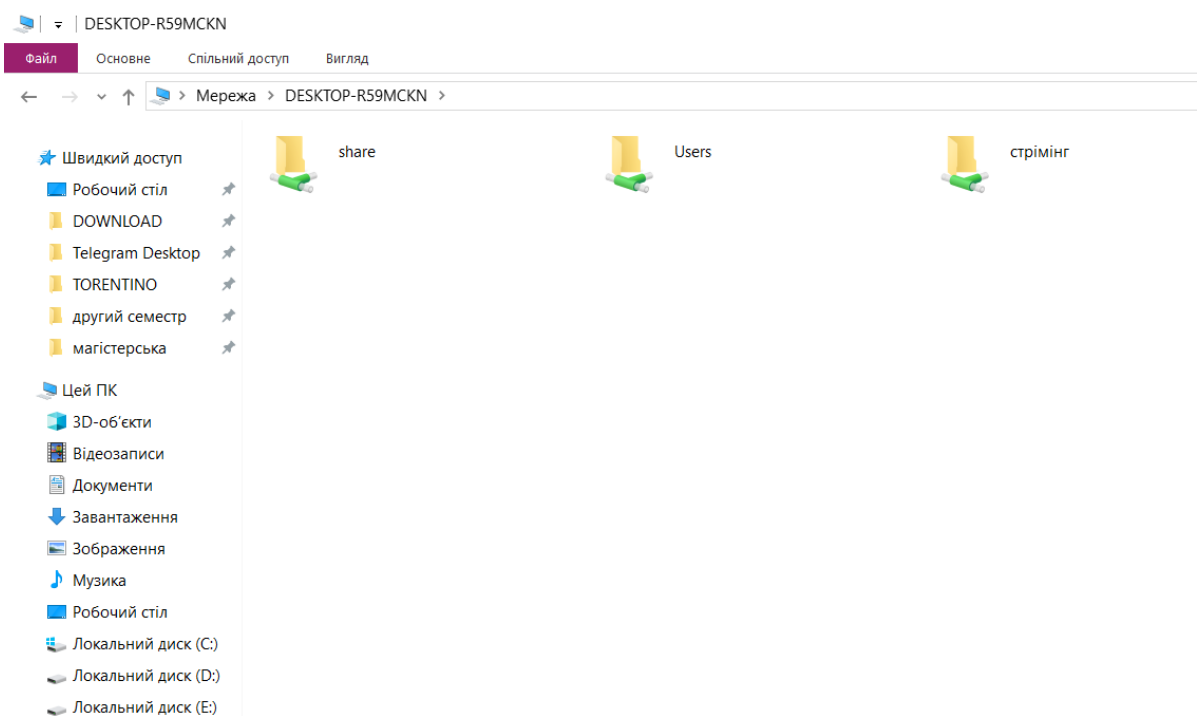 DESKTOP-R59MCKN
Файл Основне Спільний доступ Вигляд
Мережа > DESKTOP-R59MCKN >
share Users стрімінг
Швидкий доступ
Робочий стіл
DOWNLOAD
Telegram Desktop
TORENTINO
другий семестр
магістерська
Цей ПК
3D-об'єкти
Відеозаписи
Документи
Завантаження
Зображення
Музика
Робочий стіл
Локальний диск (C:)
Локальний диск (D:)
Локальний диск (E:)